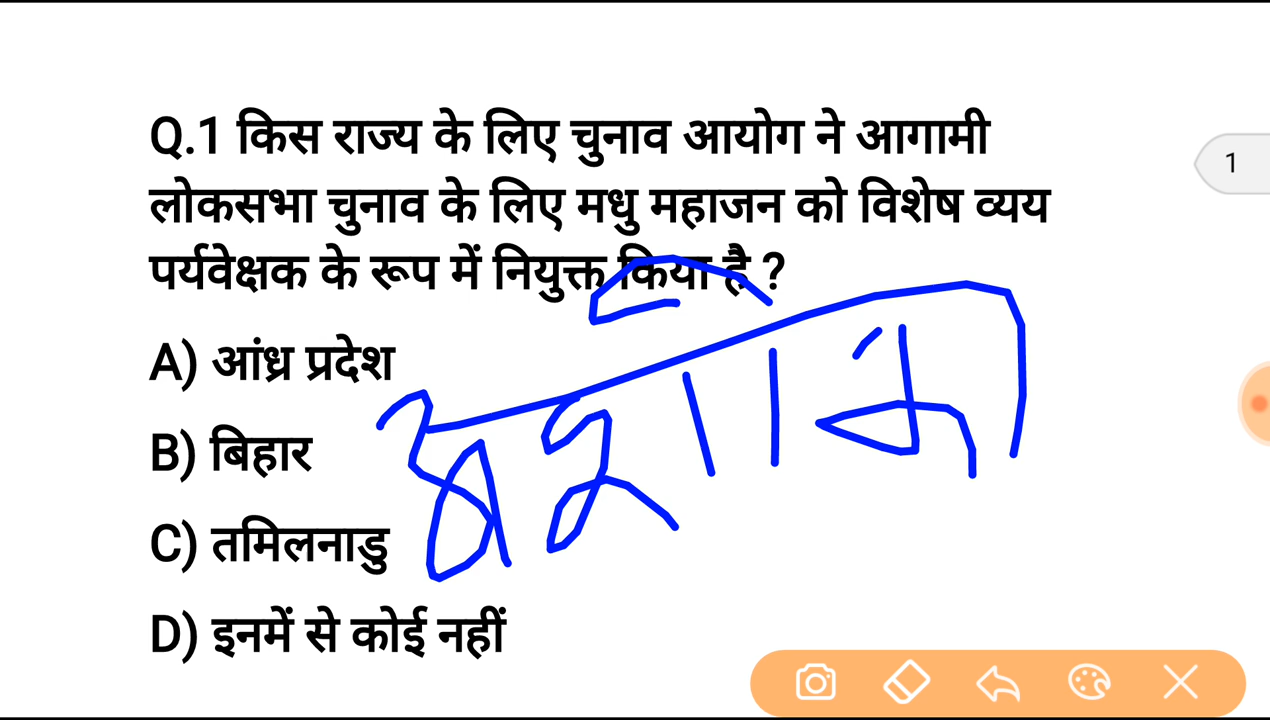 Q.1 किस राज्य के लिए चुनाव आयोग ने आगामी
लोकसभा चुनाव के लिए मधु महाजन को विशेष व्यय
पर्यवेक्षक के रूप में नियुक्त किया है ?
A) आंध्र प्रदेश
B) बिहार
C) तमिलनाडु
D) इनमें से कोई नहीं
1